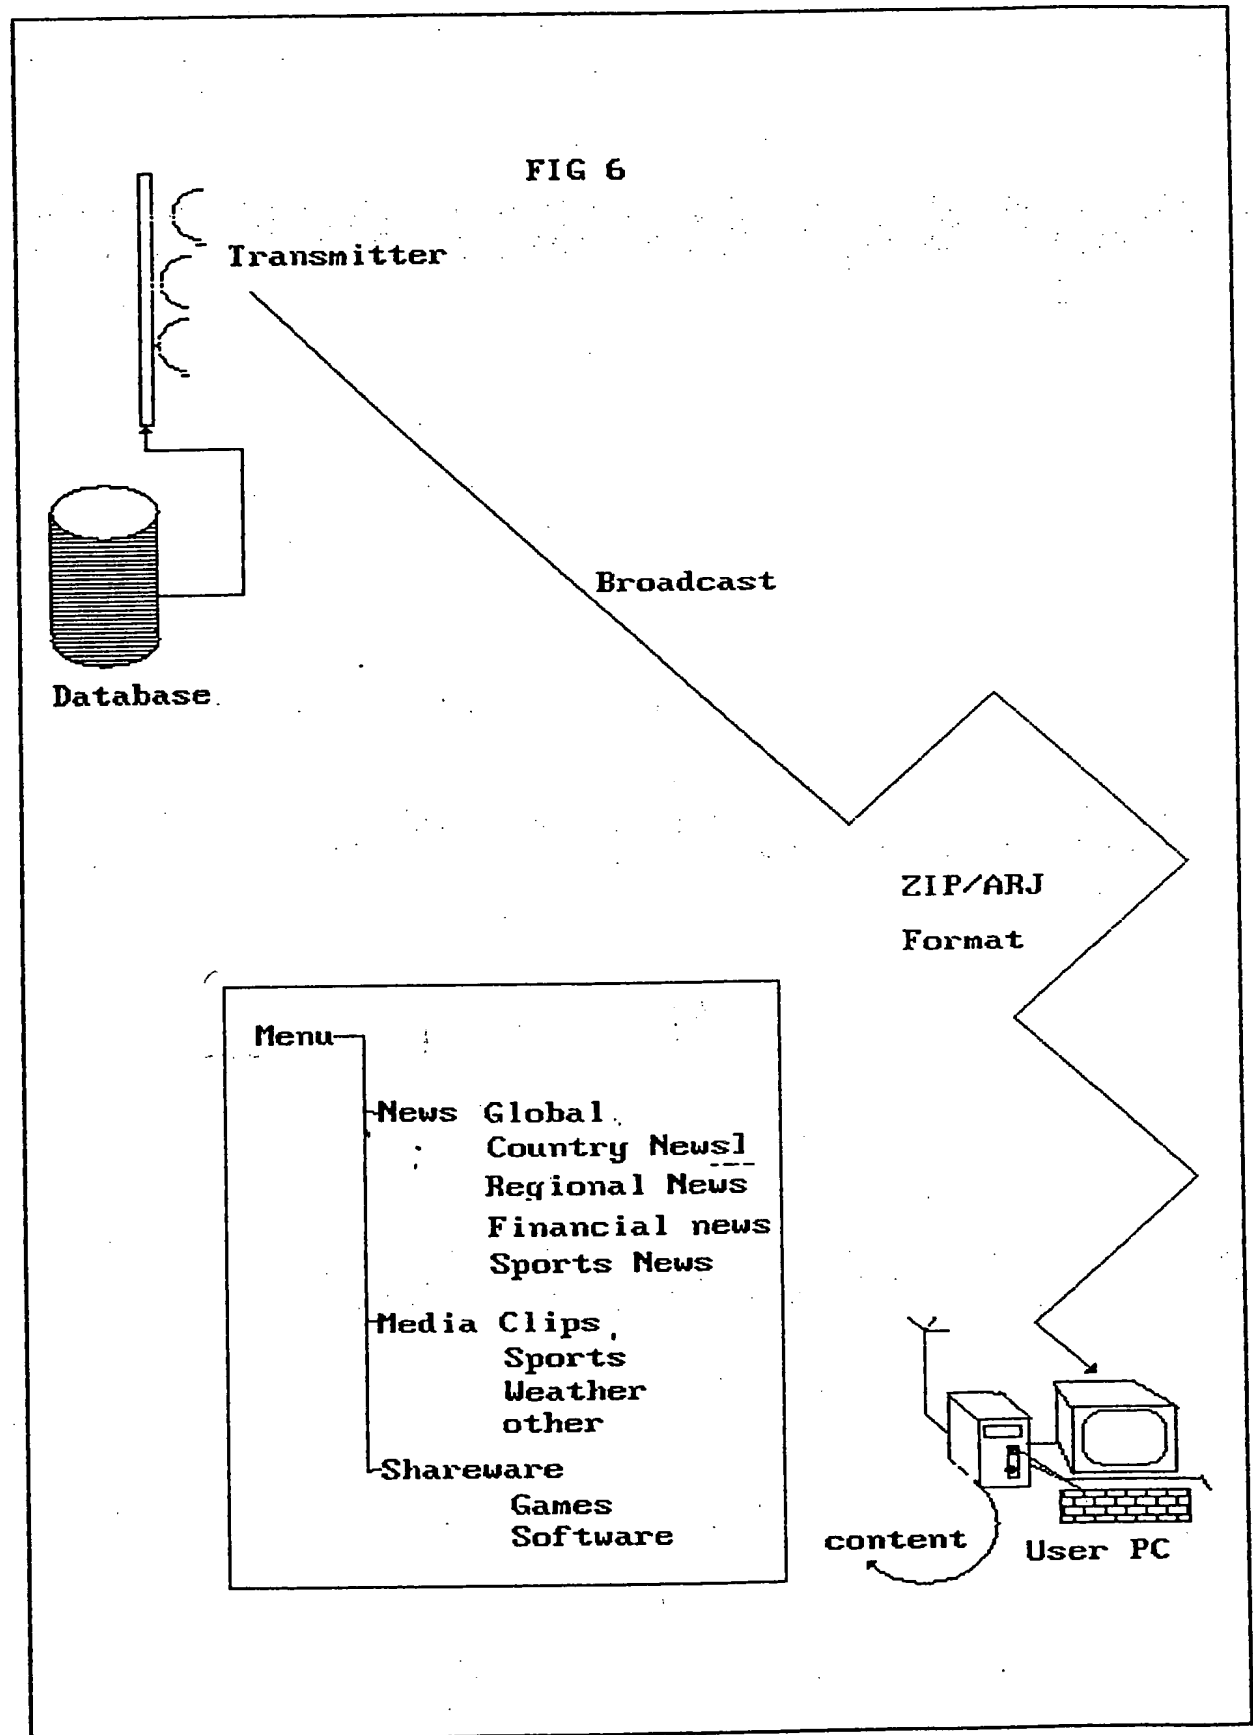 FIG 6
Transmitter
Broadcast
Database
ZIP/ARJ
Format
Menu
News Global
Country News]
Regional News
Financial news
Sports News
Media Clips
Sports
Weather
other
Shareware
Games
Software
content
User PC